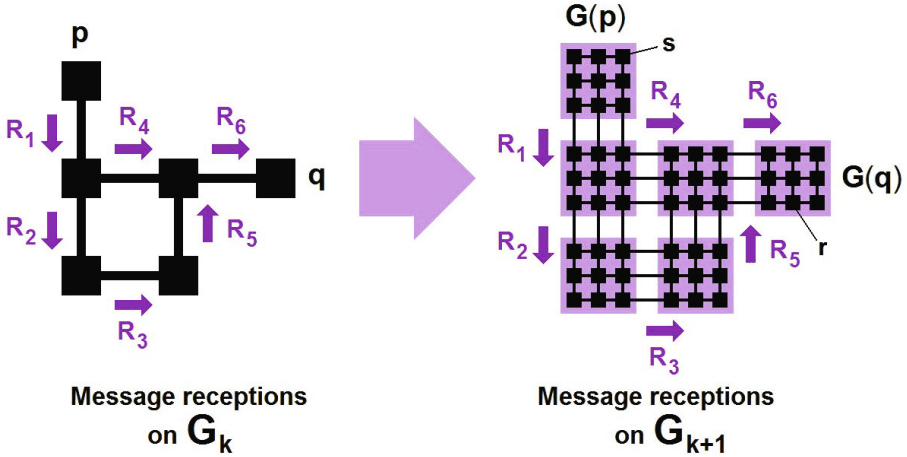 p
R1
R4
R6
q
R2
R5
R3
Message receptions
on Gk
G(p)
s
R4
R6
R1
G(q)
R2
R5
r
R3
Message receptions
on Gk+1